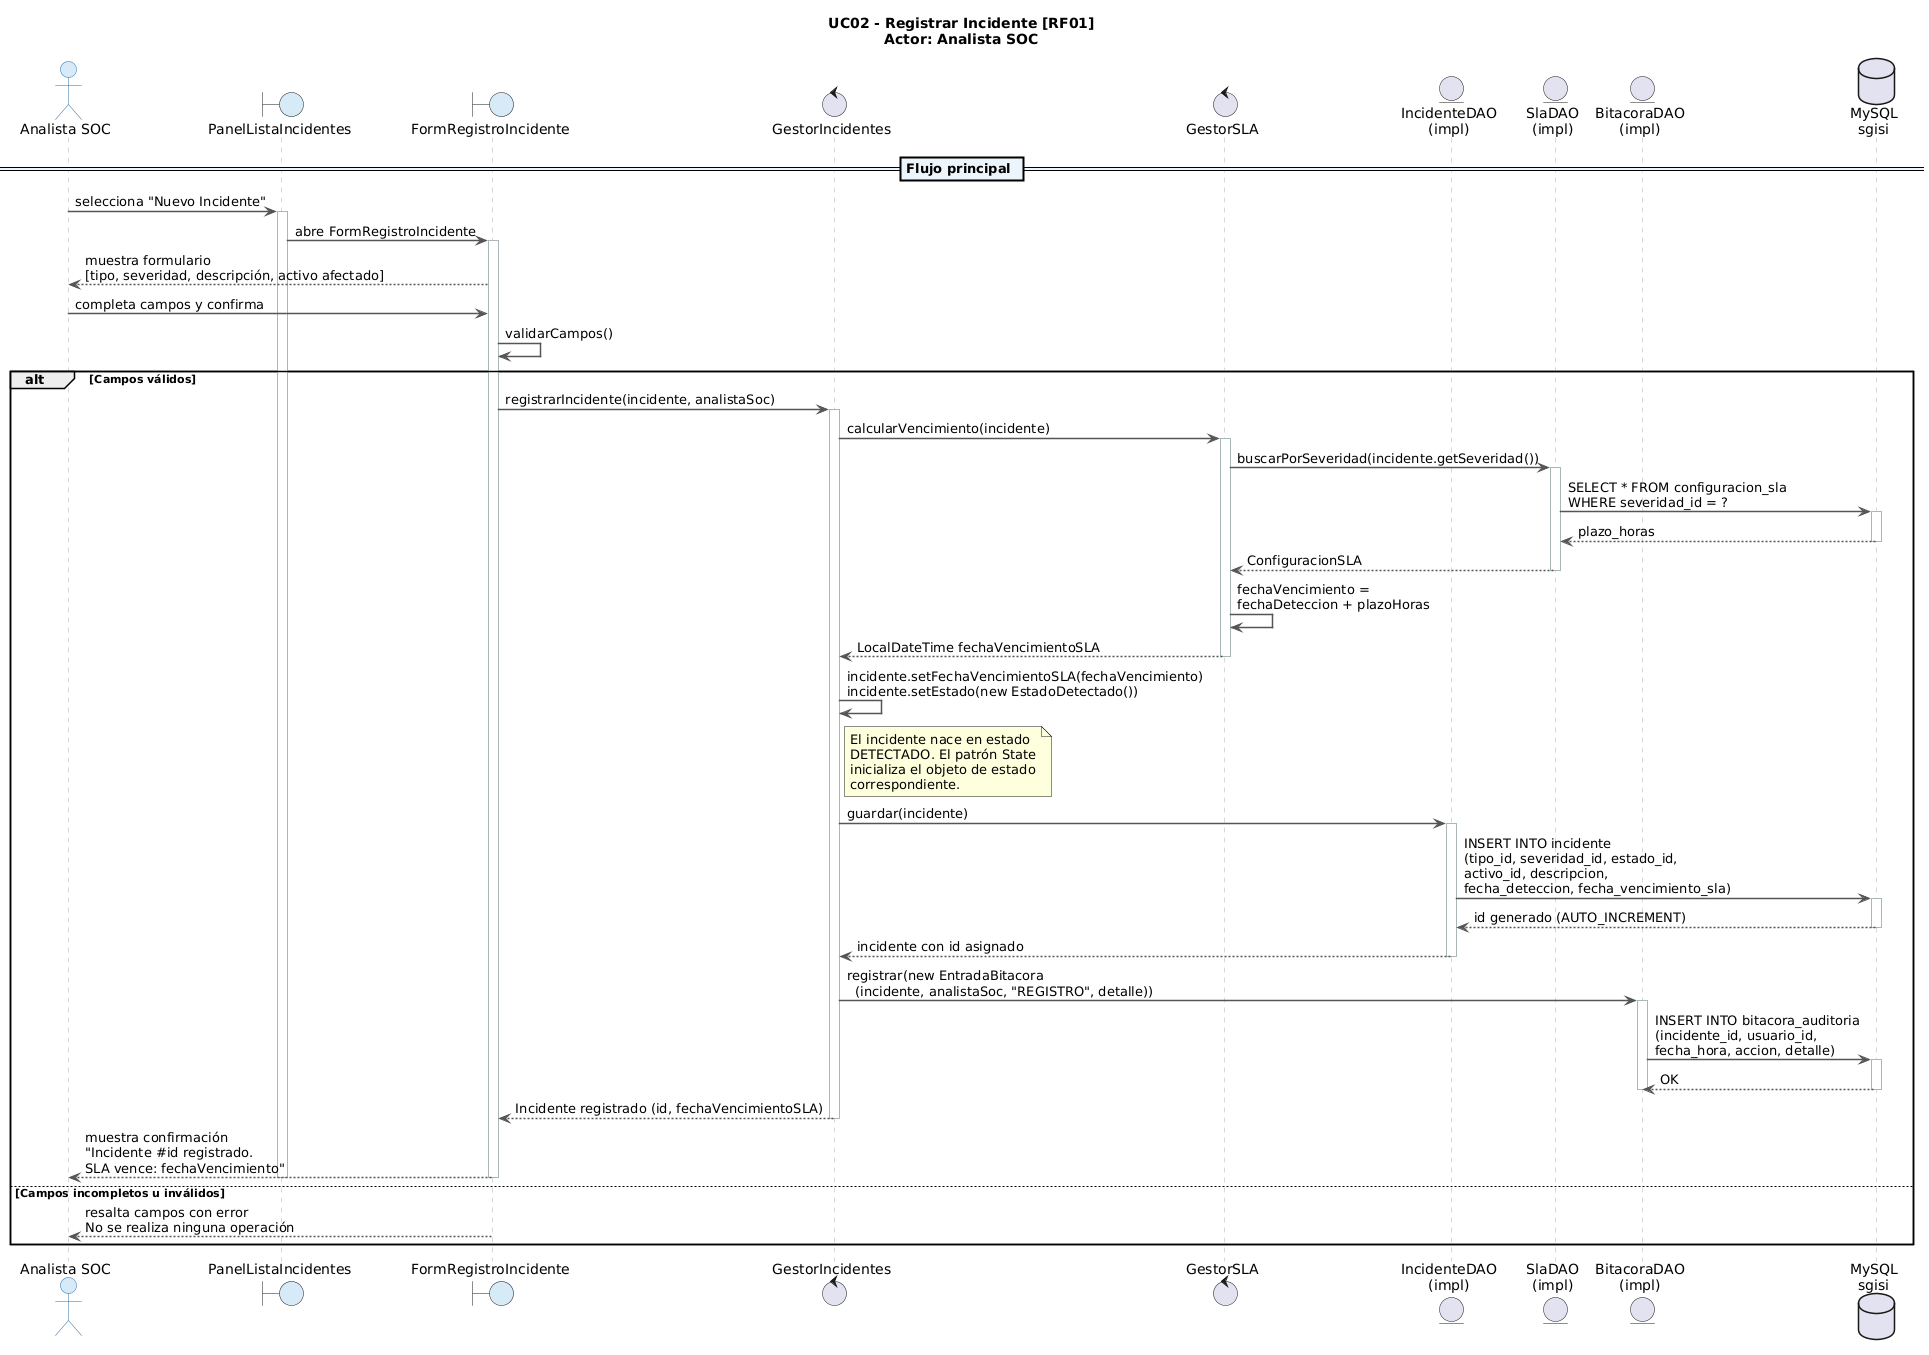 UC02 - Registrar Incidente [RF01]
Actor: Analista SOC
Analista SOC
PanelListaIncidentes
FormRegistroIncidente
GestorIncidentes
GestorSLA
IncidenteDAO
(impl)
SlaDAO
(impl)
BitacoraDAO
(impl)
MySQL
sgisi
Flujo principal
selecciona "Nuevo Incidente"
abre FormRegistroIncidente
muestra formulario
[tipo, severidad, descripción, activo afectado]
completa campos y confirma
validarCampos()
alt
[Campos válidos]
registrarIncidente(incidente, analistaSoc)
calcularVencimiento(incidente)
buscarPorSeveridad(incidente.getSeveridad())
SELECT * FROM configuracion_sla
WHERE severidad_id = ?
plazo_horas
ConfiguracionSLA
fechaVencimiento =
fechaDeteccion + plazoHoras
LocalDateTime fechaVencimientoSLA
incidente.setFechaVencimientoSLA(fechaVencimiento)
incidente.setEstado(new EstadoDetectado())
El incidente nace en estado
DETECTADO. El patrón State
inicializa el objeto de estado
correspondiente.
guardar(incidente)
INSERT INTO incidente
(tipo_id, severidad_id, estado_id,
activo_id, descripcion,
fecha_deteccion, fecha_vencimiento_sla)
id generado (AUTO_INCREMENT)
incidente con id asignado
registrar(new EntradaBitacora
(incidente, analistaSoc, "REGISTRO", detalle))
INSERT INTO bitacora_auditoria
(incidente_id, usuario_id,
fecha_hora, accion, detalle)
OK
Incidente registrado (id, fechaVencimientoSLA)
muestra confirmación
"Incidente #id registrado.
SLA vence: fechaVencimiento"
[Campos incompletos u inválidos]
resalta campos con error
No se realiza ninguna operación
Analista SOC
PanelListaIncidentes
FormRegistroIncidente
GestorIncidentes
GestorSLA
IncidenteDAO
(impl)
SlaDAO
(impl)
BitacoraDAO
(impl)
MySQL
sgisi